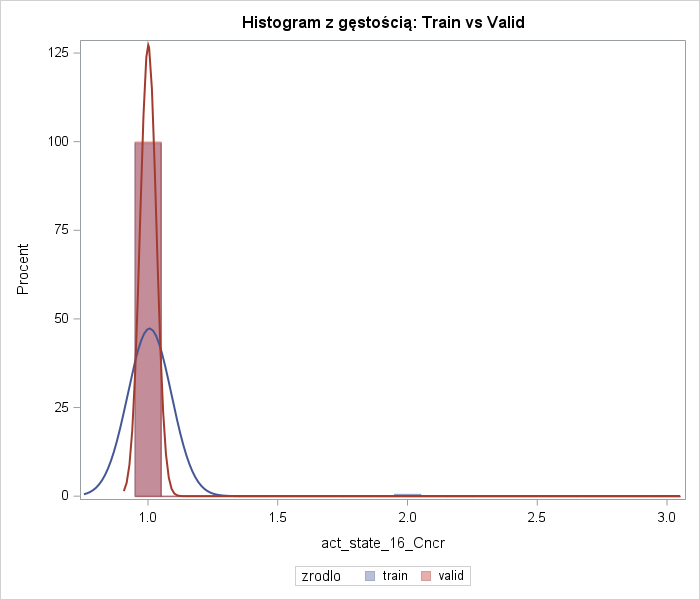 Histogram z gęstością: Train vs Valid
125
100
75
50
25
0
Procent
1.0 1.5 2.0 2.5 3.0
act_state_16_Cncr
zrodlo train valid